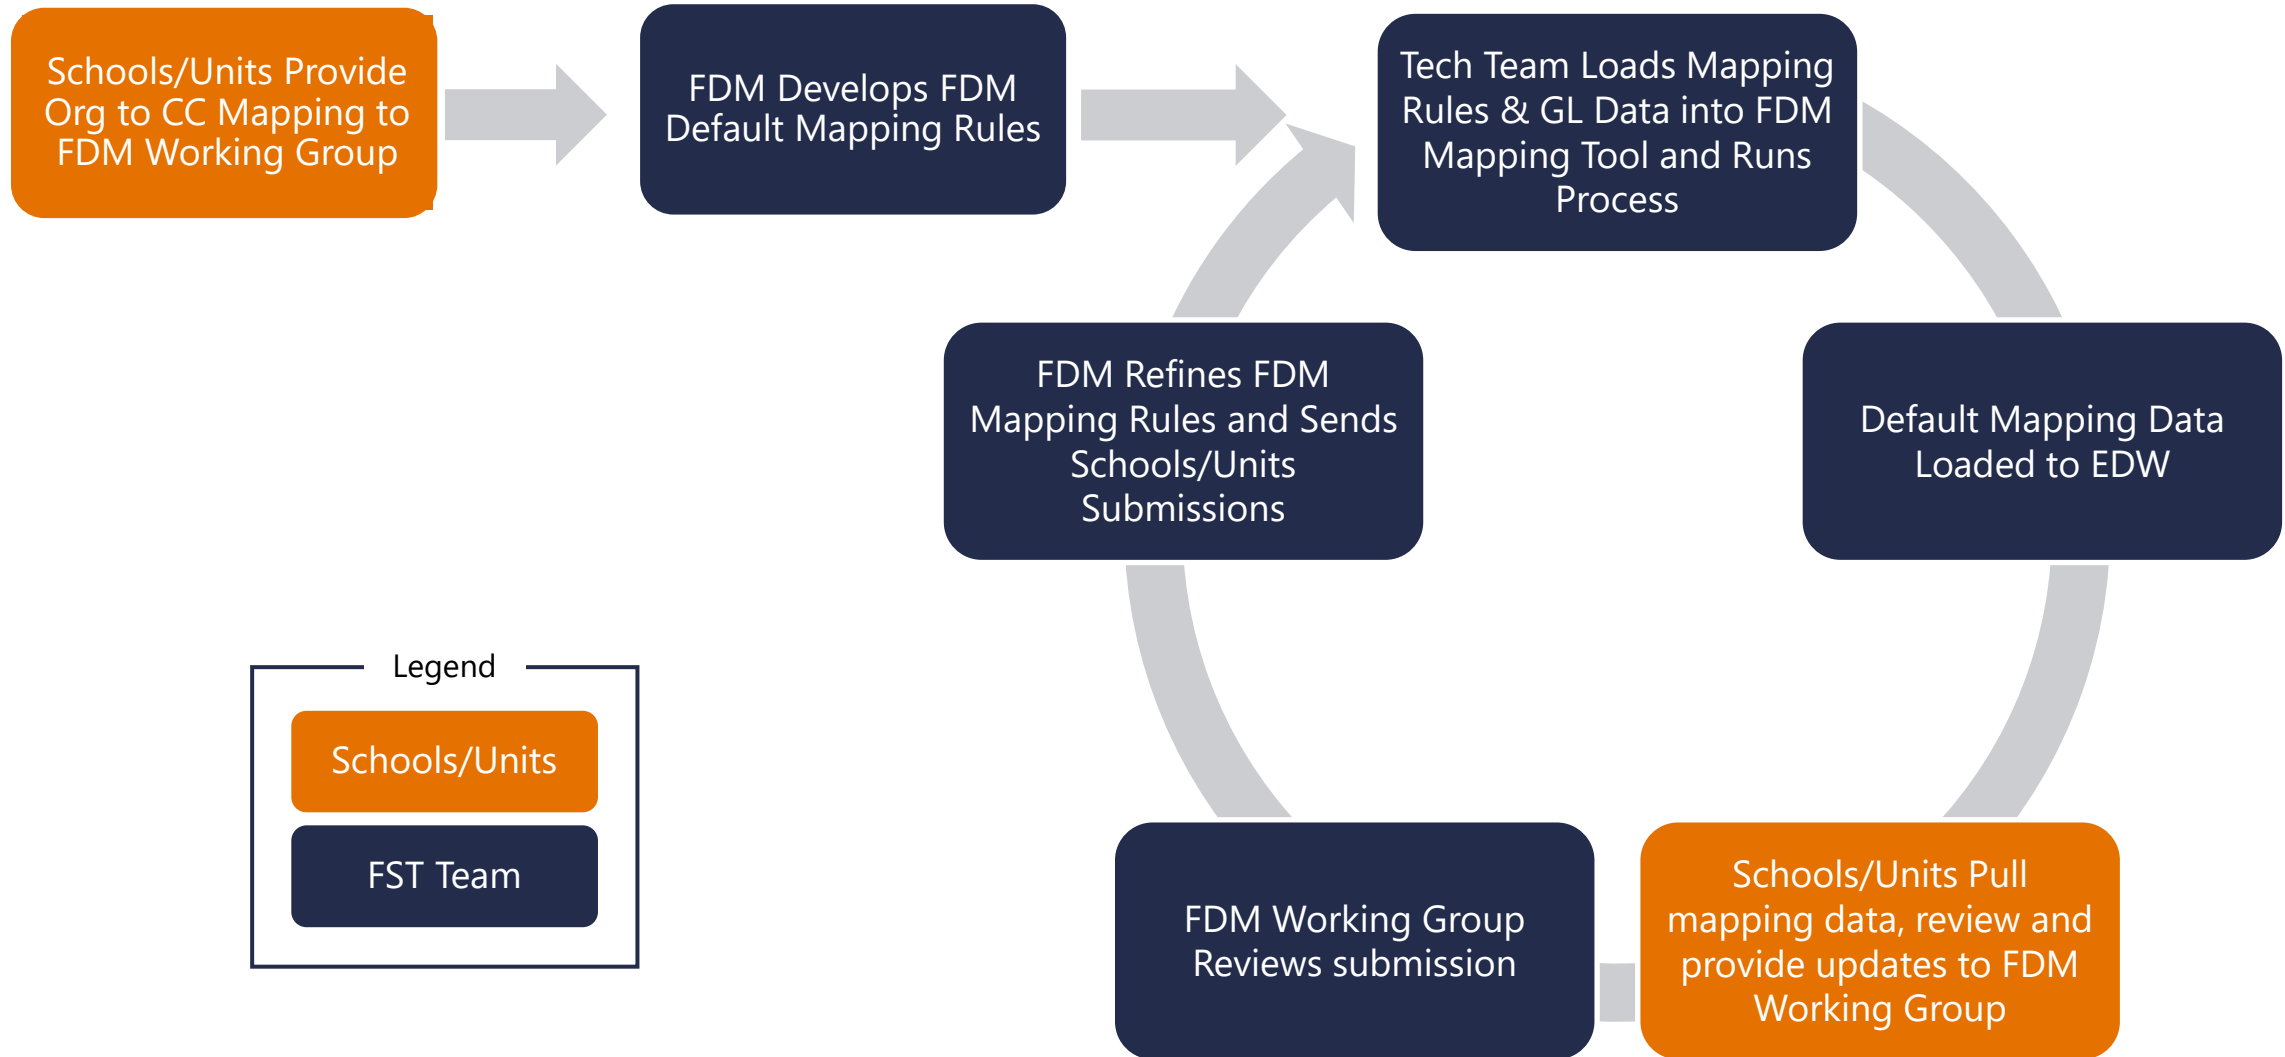 Schools/Units Provide
Org to CC Mapping to
FDM Working Group
FDM Develops FDM
Default Mapping Rules
Tech Team Loads Mapping
Rules & GL Data into FDM
Mapping Tool and Runs
Process
FDM Refines FDM
Mapping Rules and Sends
Schools/Units
Submissions
Default Mapping Data
Loaded to EDW
Legend
Schools/Units
FST Team
FDM Working Group
Reviews submission
Schools/Units Pull
mapping data, review and
provide updates to FDM
Working Group